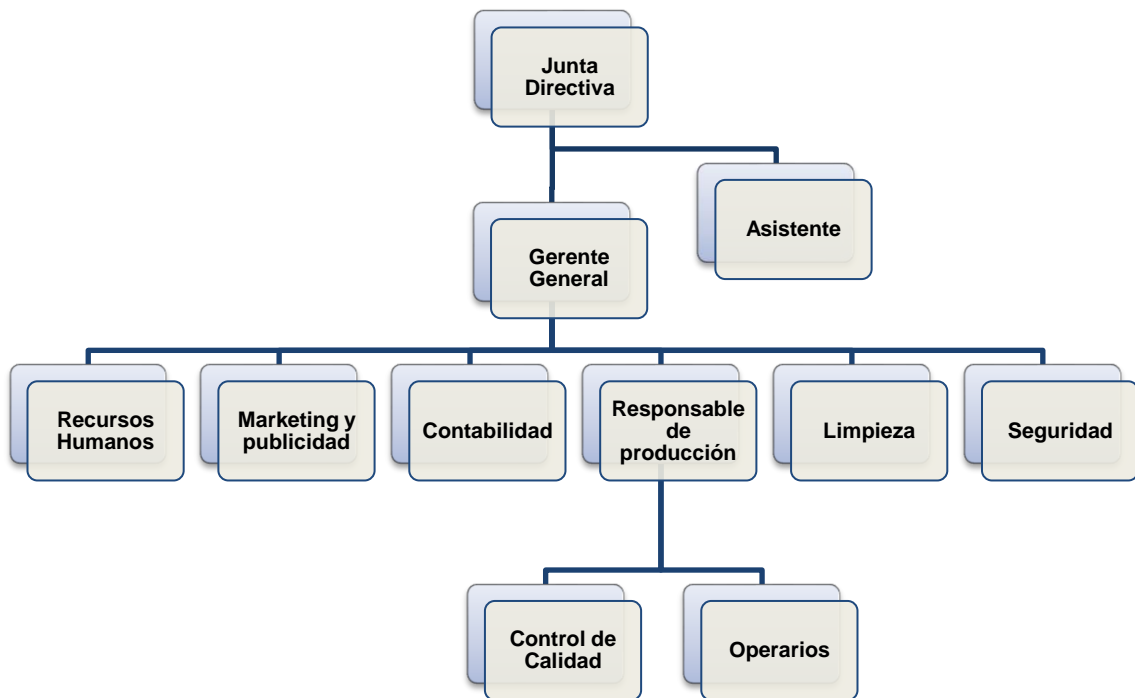 Junta
Directiva
Asistente
Gerente
General
Recursos
Humanos
Marketing y
publicidad
Contabilidad
Responsable
de
producción
Limpieza
Seguridad
Control de
Calidad
Operarios